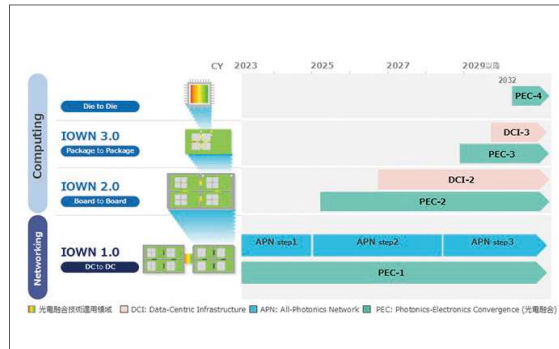 CY 2023 2025 2027 2029以降
2032
Computing
Die to Die
PEC-4
IOWN 3.0
Package to Package
DCI-3
PEC-3
IOWN 2.0
Board to Board
DCI-2
PEC-2
Networking
IOWN 1.0
DC to DC
APN step1 APN step2 APN step3
PEC-1
光電融合技術適用領域 DCI: Data-Centric Infrastructure APN: All-Photonics Network PEC: Photonics-Electronics Convergence (光電融合)